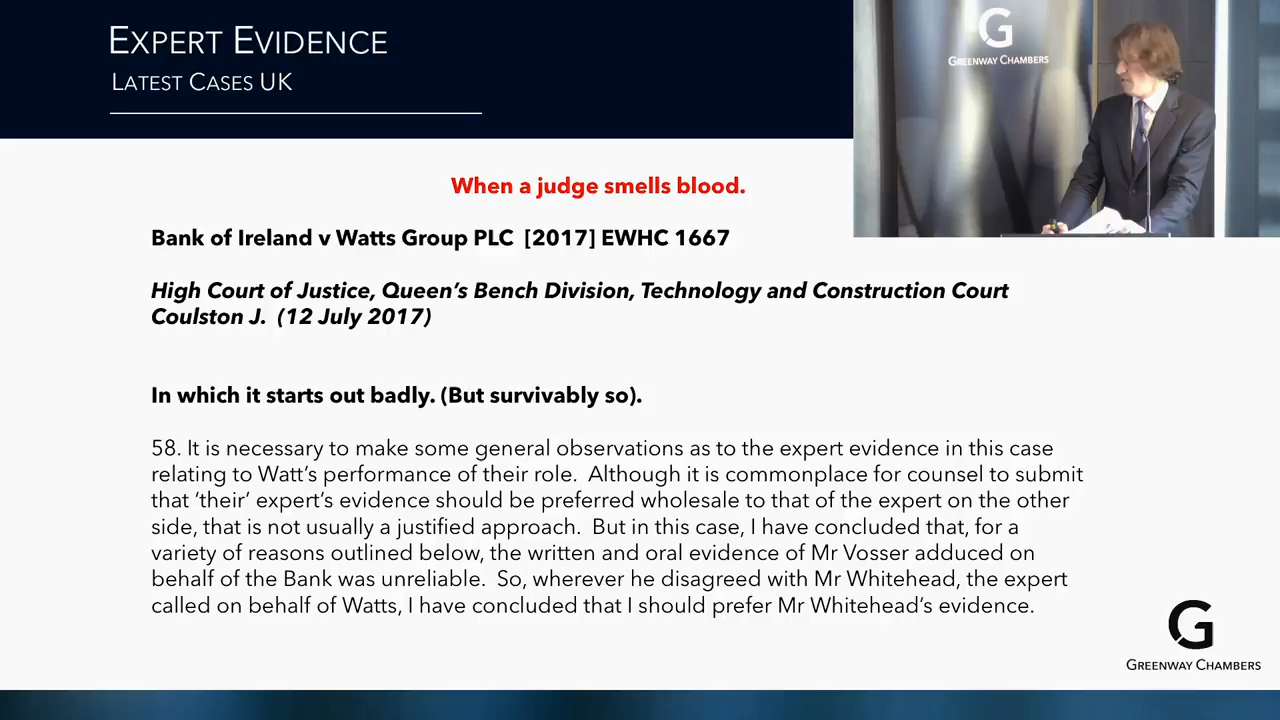 EXPERT EVIDENCE
LATEST CASES UK
G
GREENWAY CHAMBERS
When a judge smells blood.
Bank of Ireland v Watts Group PLC [2017] EWHC 1667
High Court of Justice, Queen's Bench Division, Technology and Construction Court
Coulston J. (12 July 2017)
In which it starts out badly. (But survivably so).
58. It is necessary to make some general observations as to the expert evidence in this case
relating to Watt's performance of their role. Although it is commonplace for counsel to submit
that 'their' expert's evidence should be preferred wholesale to that of the expert on the other
side, that is not usually a justified approach. But in this case, I have concluded that, for a
variety of reasons outlined below, the written and oral evidence of Mr Vosser adduced on
behalf of the Bank was unreliable. So, wherever he disagreed with Mr Whitehead, the expert
called on behalf of Watts, I have concluded that I should prefer Mr Whitehead's evidence.
G
GREENWAY CHAMBERS